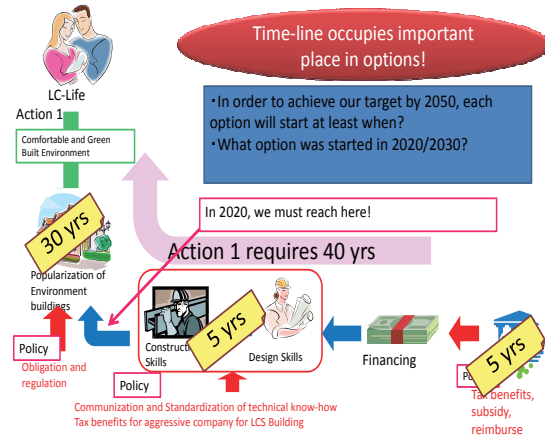 Time-line occupies important
place in options!
LC-Life
Action 1
Comfortable and Green
Built Environment
・In order to achieve our target by 2050, each
option will start at least when?
・What option was started in 2020/2030?
30 yrs
In 2020, we must reach here!
Popularization of
Environment
buildings
Action 1 requires 40 yrs
Policy
Obligation and
regulation
Skills
5 yrs
Design Skills
Policy
Communization and Standardization of technical know-how
Tax benefits for aggressive company for LCS Building
Financing
5 yrs
benefits,
subsidy,
reimburse